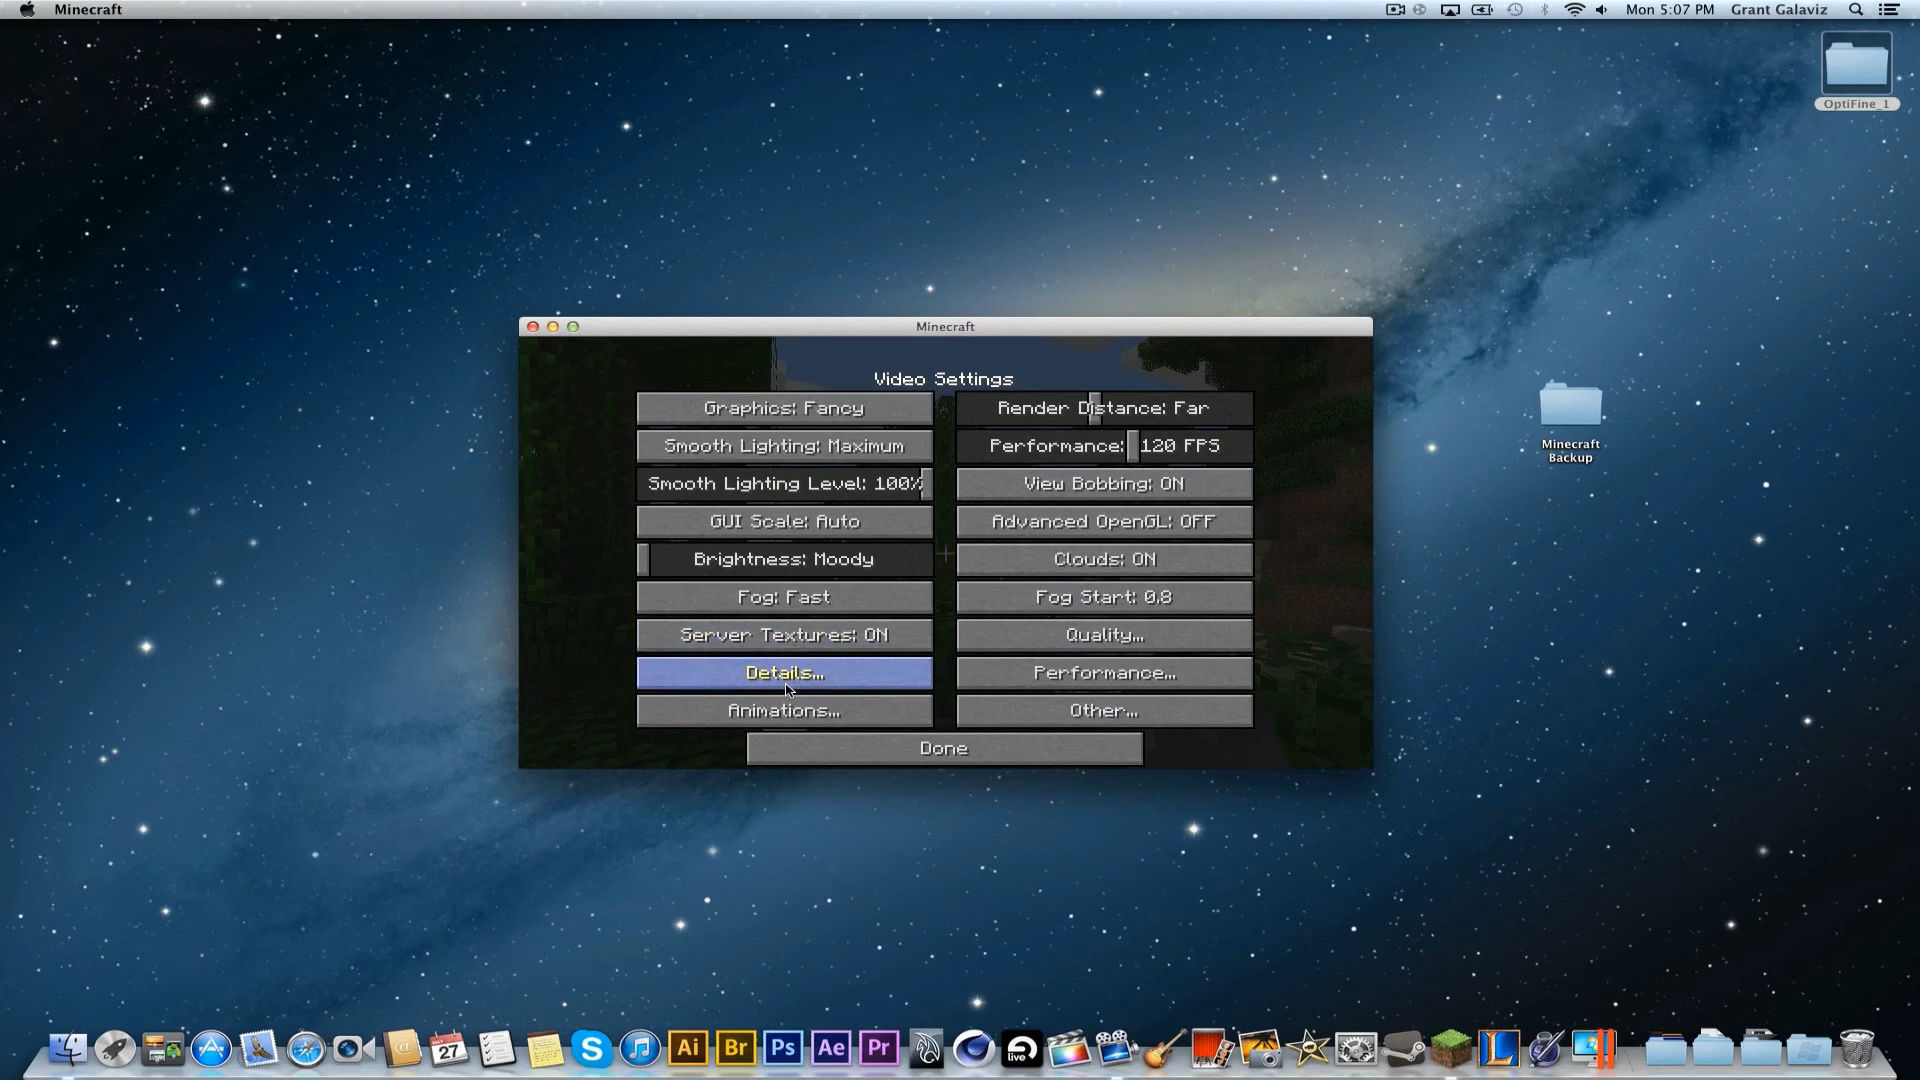 Minecraft
Mon 5:07 PM Grant Galaviz
OptiFine_1
Minecraft
Backup
Minecraft
Video Settings
Graphics: Fancy
Render Distance: Far
Smooth Lighting: Maximum
Performance: 120 FPS
Smooth Lighting Level: 100%
View Bobbing: ON
GUI Scale: Auto
Advanced OpenGL: OFF
Brightness: Moody
Clouds: ON
Fog: Fast
Fog Start: 0.8
Server Textures: ON
Quality...
Details...
Performance...
Animations...
Other...
Done
MAY
27
Ai
Br
Ps
Ae
Pr
live